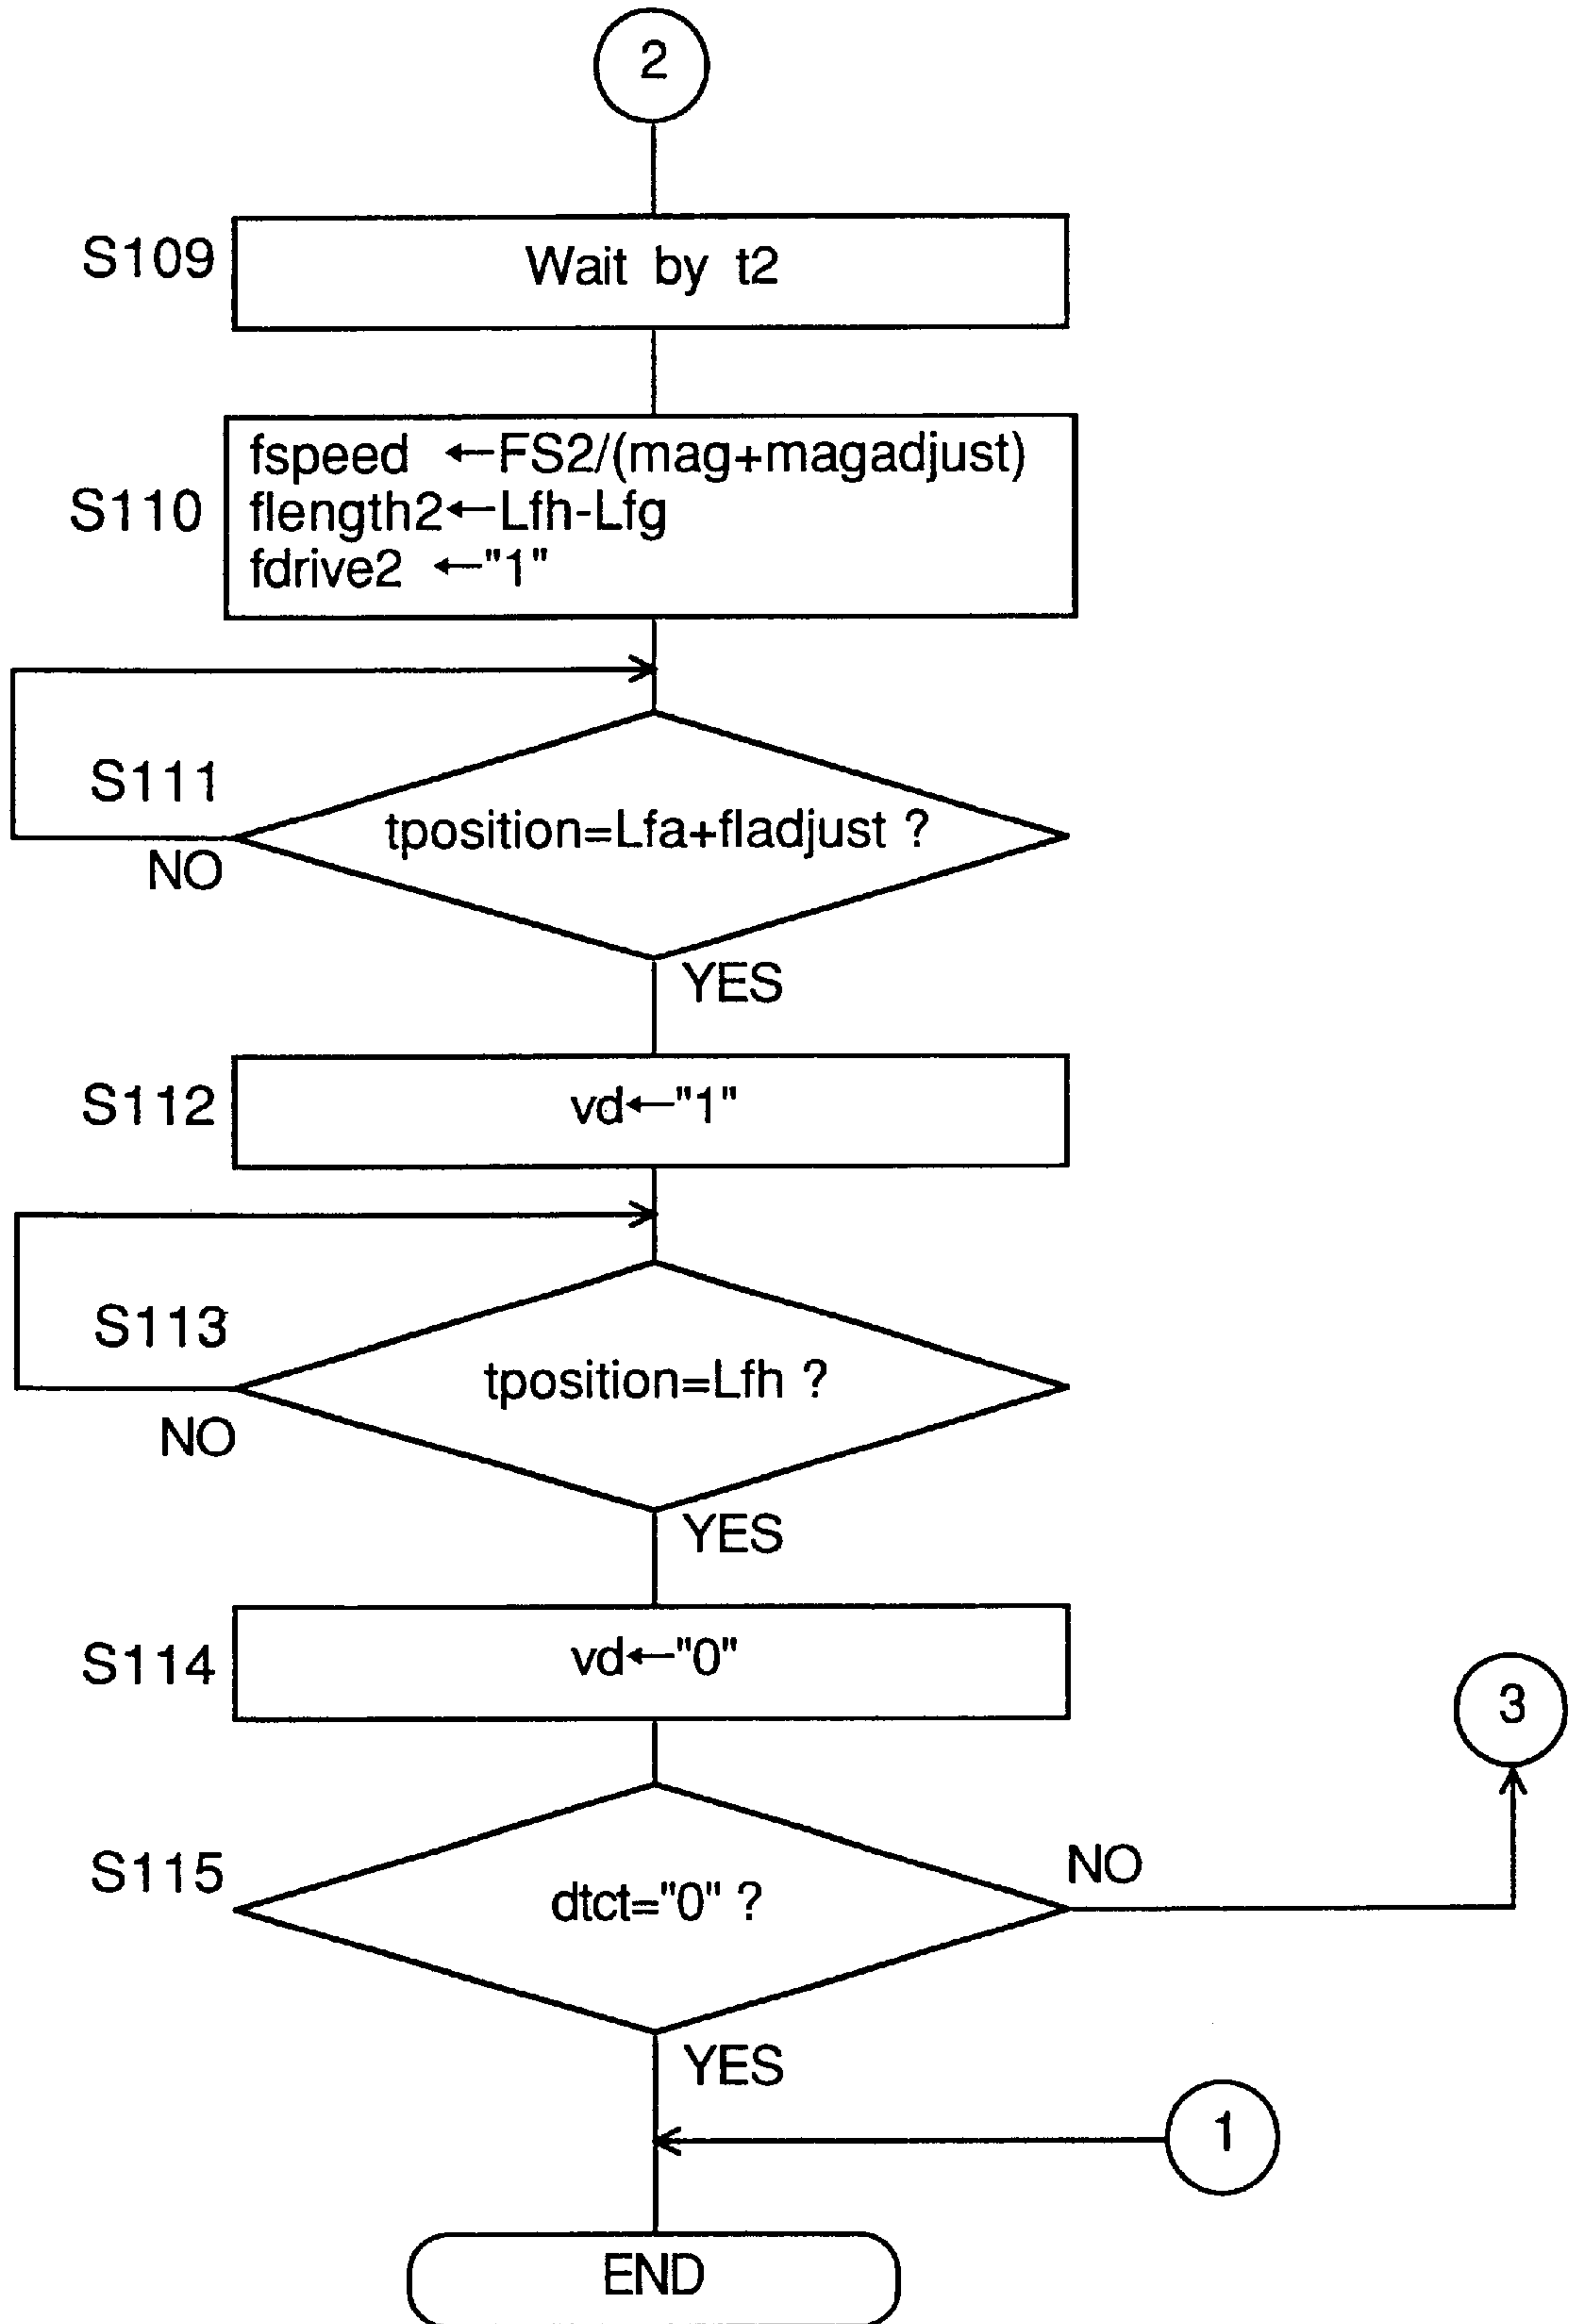 2
S109
Wait by t2
S110
fspeed ←FS2/(mag+magadjust)
flength2←Lfh-Lfg
fdrive2 ←"1"
S111
tposition=Lfa+fladjust ?
NO
YES
S112
vd←"1"
S113
tposition=Lfh ?
NO
YES
S114
vd←"0"
3
S115
dtct="0" ?
NO
YES
1
END